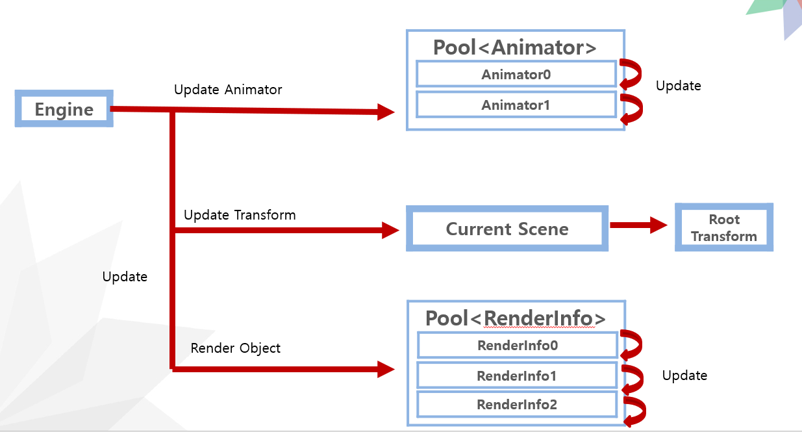 Pool<Animator>
Update Animator
Animator0
Update
Engine
Animator1
Update Transform
Current Scene
Root
Transform
Update
Pool<RenderInfo>
Render Object
RenderInfo0
RenderInfo1
Update
RenderInfo2